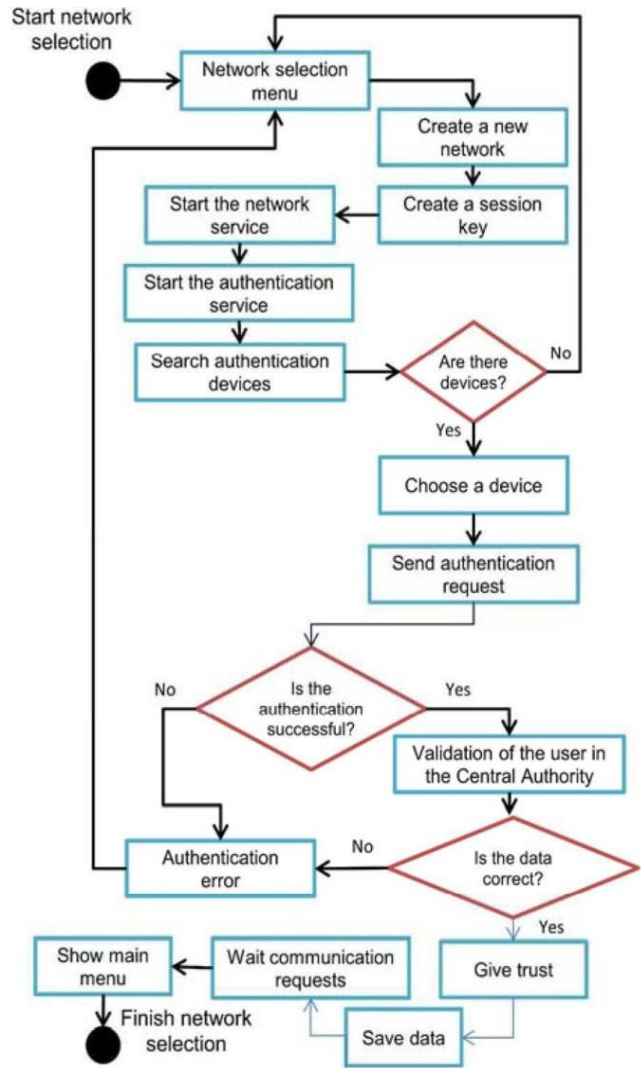 Start network
selection
Network selection
menu
Create a new
network
Create a session
key
Start the network
service
Start the authentication
service
Search authentication
devices
Are there
devices?
No
Yes
Choose a device
Send authentication
request
Is the
authentication
successful?
No
Yes
Validation of the user in
the Central Authority
Is the data
correct?
No
Authentication
error
Yes
Give trust
Save data
Wait communication
requests
Show main
menu
Finish network
selection